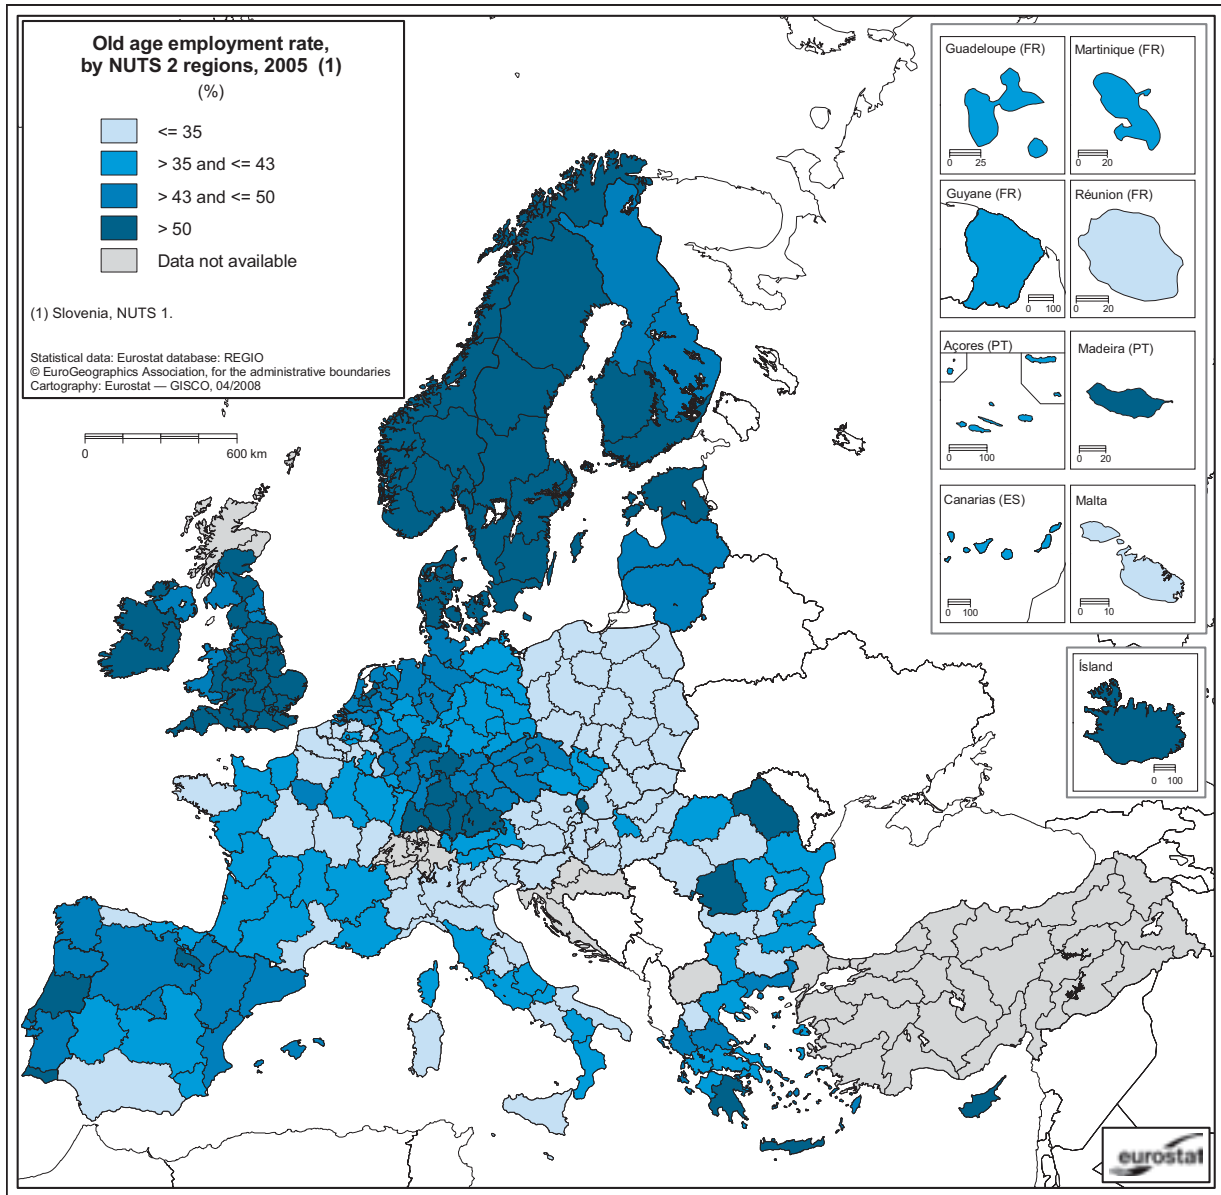 Old age employment rate,
by NUTS 2 regions, 2005 (1)
(%)
<= 35
> 35 and <= 43
> 43 and <= 50
> 50
Data not available
(1) Slovenia, NUTS 1.
Statistical data: Eurostat database: REGIO
© EuroGeographics Association, for the administrative boundaries
Cartography: Eurostat — GISCO, 04/2008
0 600 km
Guadeloupe (FR)
0 25
Martinique (FR)
0 20
Guyane (FR)
0 100
Réunion (FR)
0 20
Açores (PT)
0 100
Madeira (PT)
0 20
Canarias (ES)
0 100
Malta
0 10
Ísland
0 100
eurostat